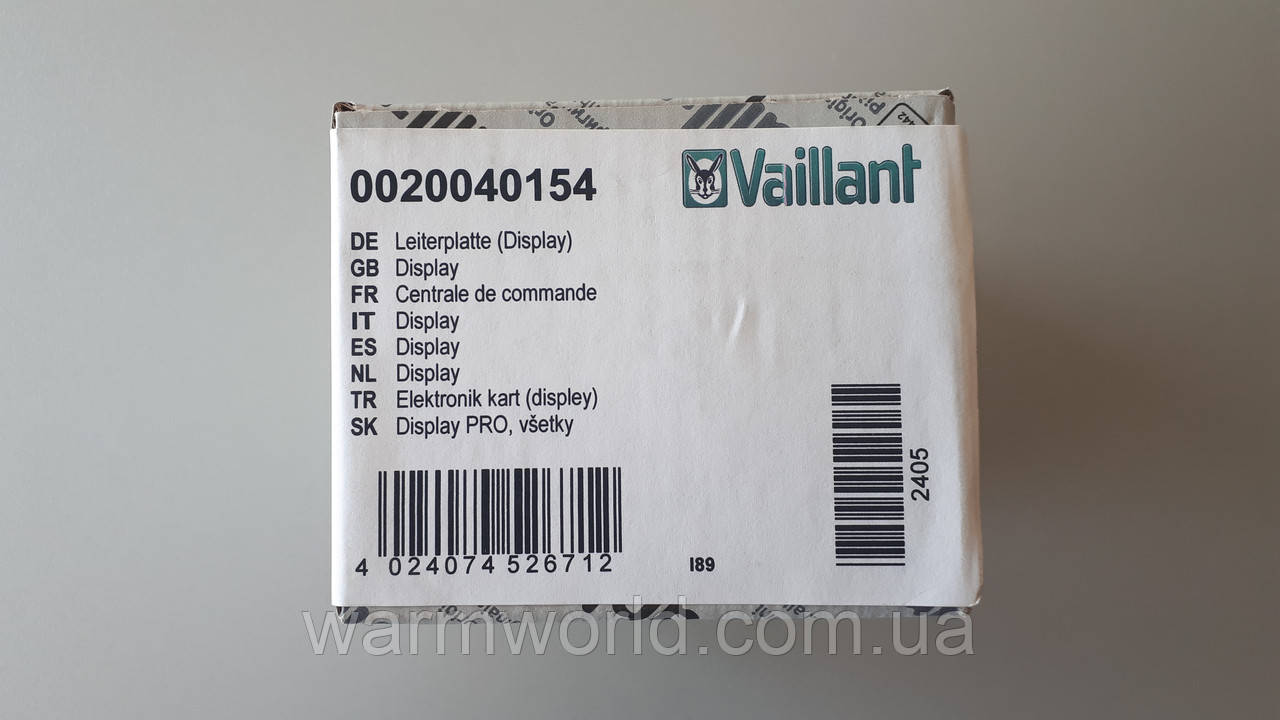 0020040154
Vaillant
DE Leiterplatte (Display)
GB Display
FR Centrale de commande
IT Display
ES Display
NL Display
TR Elektronik kart (displey)
SK Display PRO, všetky
2405
4 024074 526712
I89
warmworld.com.ua